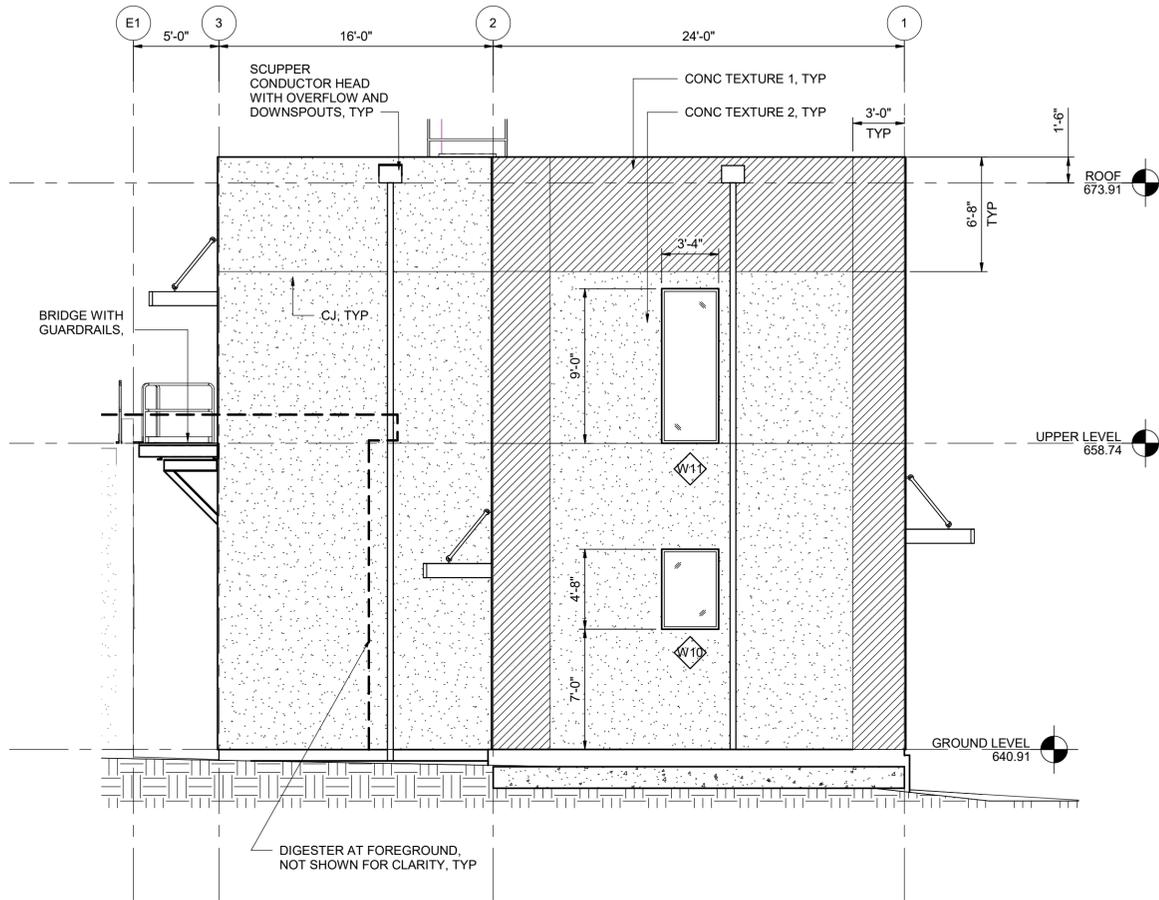 E1
3
2
1
5'-0"
16'-0"
24'-0"
SCUPPER
CONDUCTOR HEAD
WITH OVERFLOW AND
DOWNSPOUTS, TYP
CONC TEXTURE 1, TYP
CONC TEXTURE 2, TYP
3'-0"
TYP
1'-6"
ROOF
673.91
6'-8"
TYP
3'-4"
CJ, TYP
BRIDGE WITH
GUARDRAILS,
9'-0"
UPPER LEVEL
658.74
W11
4'-8"
W10
7'-0"
GROUND LEVEL
640.91
DIGESTER AT FOREGROUND,
NOT SHOWN FOR CLARITY, TYP